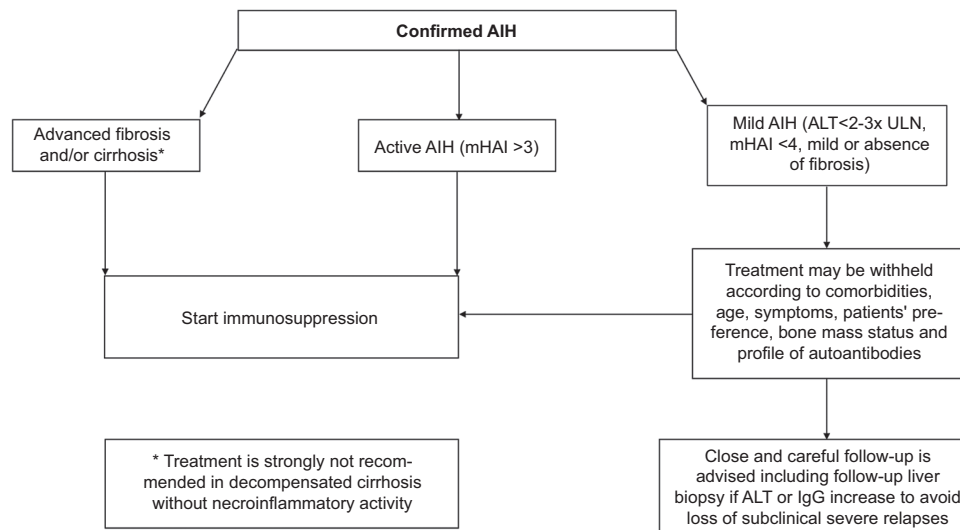 Confirmed AIH
Advanced fibrosis
and/or cirrhosis*
Active AIH (mHAI >3)
Mild AIH (ALT<2-3x ULN,
mHAI <4, mild or absence
of fibrosis)
Start immunosuppression
Treatment may be withheld
according to comorbidities,
age, symptoms, patients' pre-
ference, bone mass status and
profile of autoantibodies
* Treatment is strongly not recom-
mended in decompensated cirrhosis
without necroinflammatory activity
Close and careful follow-up is
advised including follow-up liver
biopsy if ALT or IgG increase to avoid
loss of subclinical severe relapses